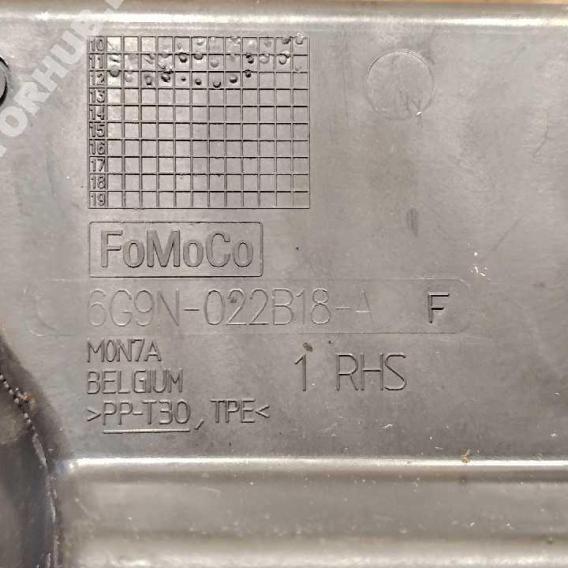 10
11
12
13
14
15
16
17
18
19
FoMoCo
6G9N-022B18-A F
M0N7A
BELGIUM
1 RHS
>PP-T30, TPE<